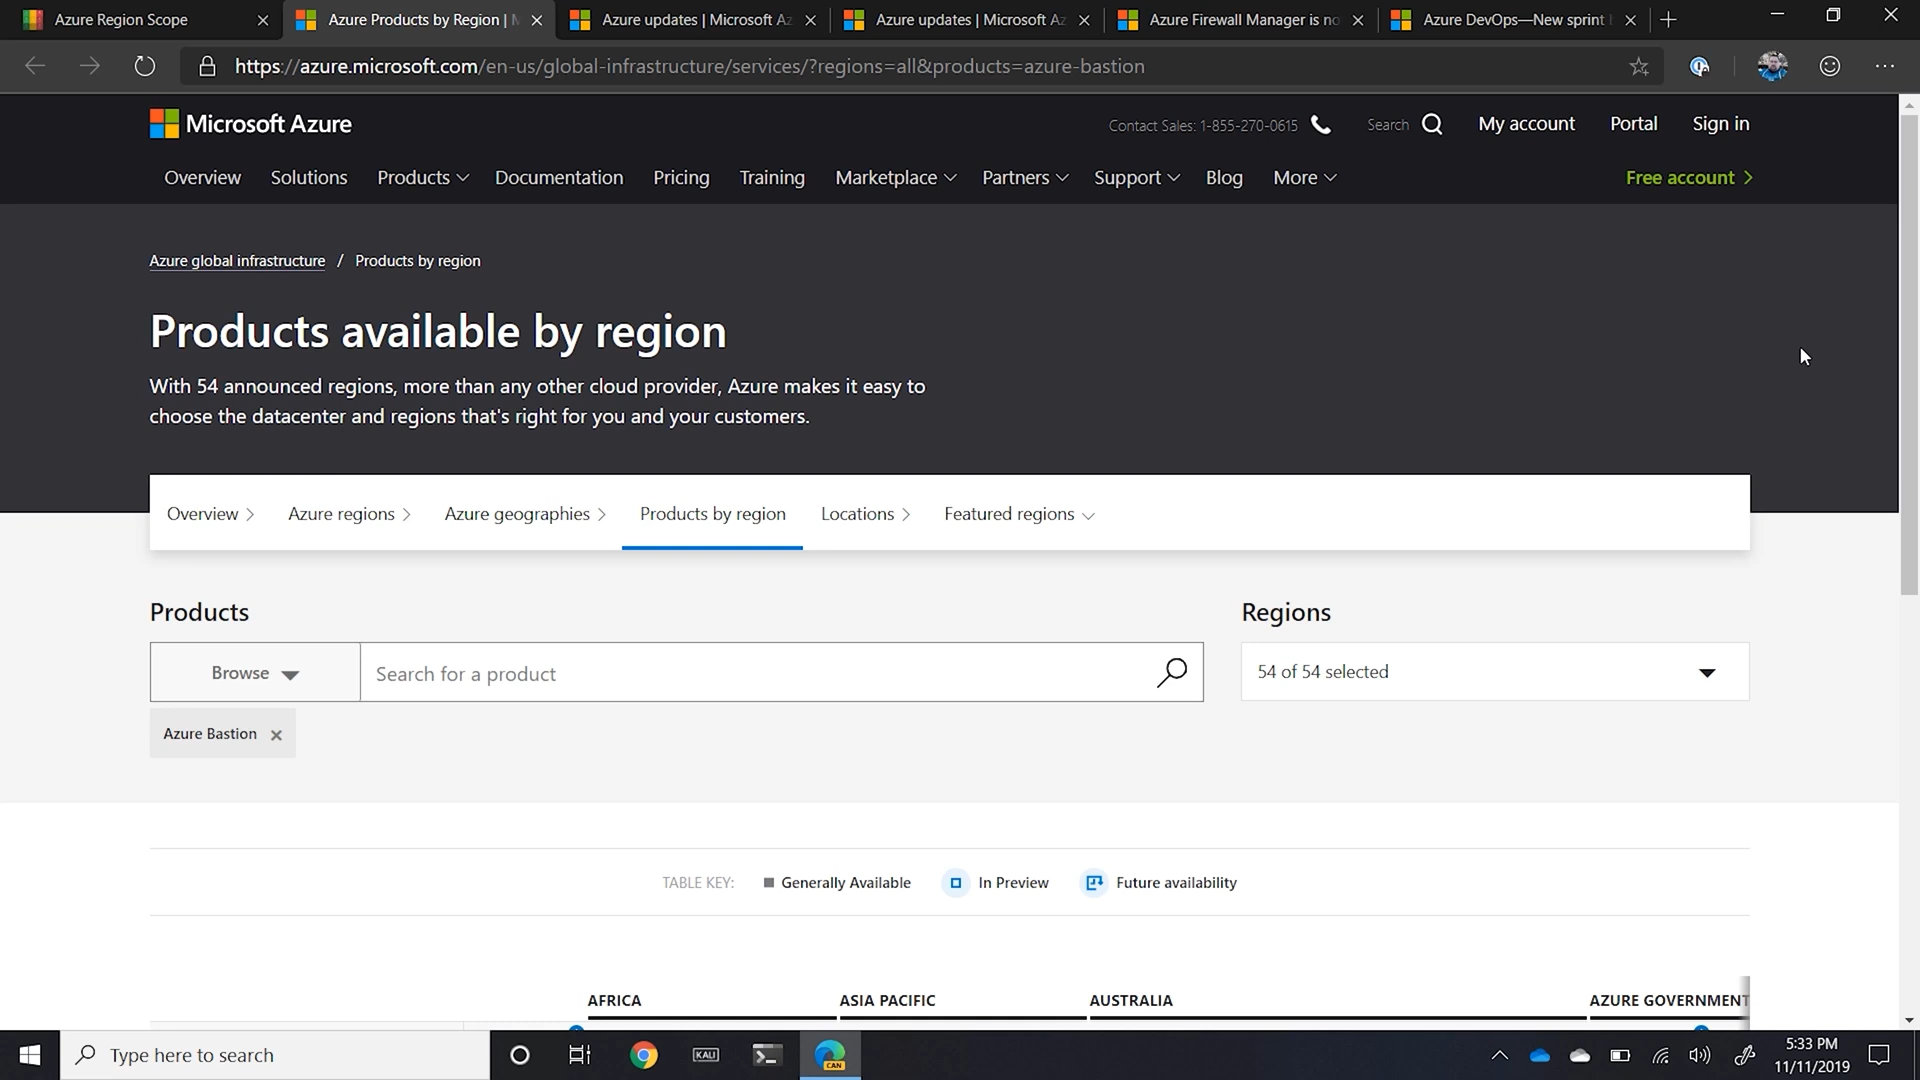 Azure Region Scope
Azure Products by Region | M
Azure updates | Microsoft Az
Azure updates | Microsoft Az
Azure Firewall Manager is no
Azure DevOps—New sprint
https://azure.microsoft.com/en-us/global-infrastructure/services/?regions=all&products=azure-bastion
Microsoft Azure
Contact Sales: 1-855-270-0615
Search
My account
Portal
Sign in
Overview
Solutions
Products
Documentation
Pricing
Training
Marketplace
Partners
Support
Blog
More
Free account
Azure global infrastructure / Products by region
Products available by region
With 54 announced regions, more than any other cloud provider, Azure makes it easy to
choose the datacenter and regions that's right for you and your customers.
Overview
Azure regions
Azure geographies
Products by region
Locations
Featured regions
Products
Regions
Browse
Search for a product
54 of 54 selected
Azure Bastion
TABLE KEY:
Generally Available
In Preview
Future availability
AFRICA
ASIA PACIFIC
AUSTRALIA
AZURE GOVERNMENT
Type here to search
KALI
CAN
5:33 PM
11/11/2019